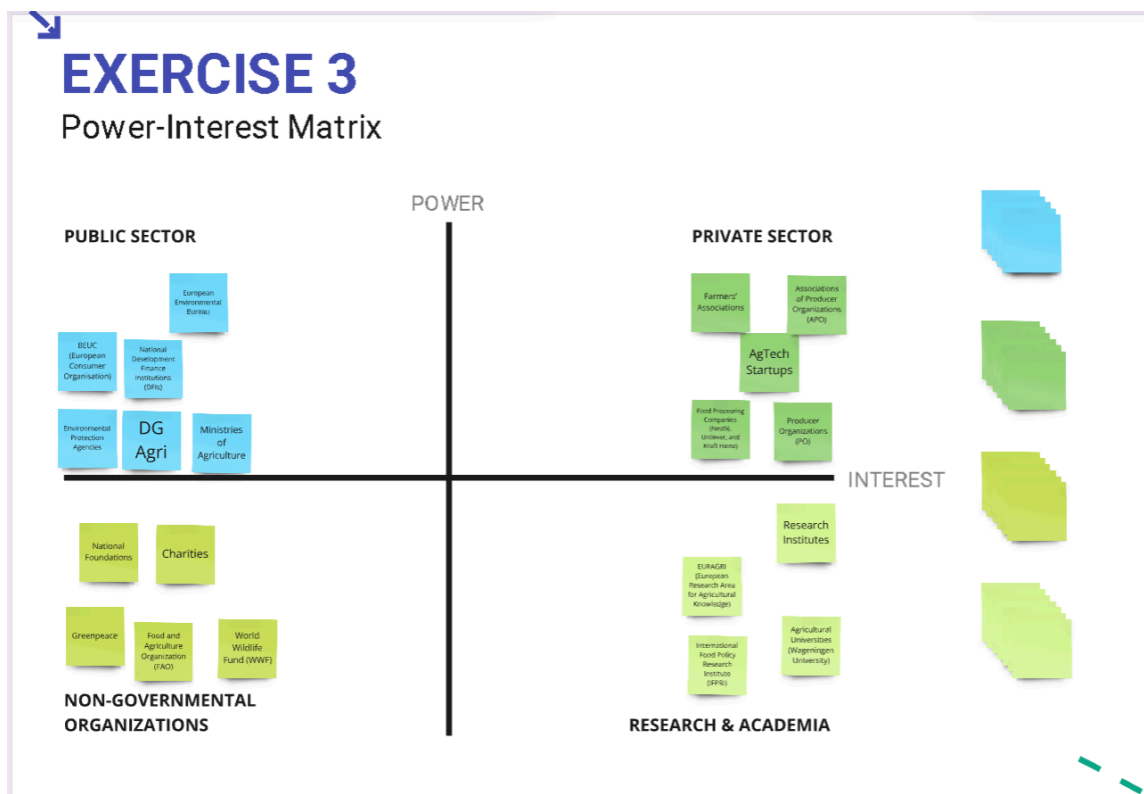 EXERCISE 3
Power-Interest Matrix
POWER
PUBLIC SECTOR
European
Environmental
Bureau
BEUC
(European
Consumer
Organisation)
National
Development
Finance
Institutions
(DFIs)
Environmental
Protection
Agencies
DG
Agri
Ministries
of
Agriculture
PRIVATE SECTOR
Farmers'
Associations
Associations
of Producer
Organizations
(APO)
AgTech
Startups
Food Processing
Companies
(Nestlé,
Unilever, and
Kraft Heinz)
Producer
Organizations
(PO)
INTEREST
National
Foundations
Charities
Greenpeace
Food and
Agriculture
Organization
(FAO)
World
Wildlife
Fund (WWF)
NON-GOVERNMENTAL
ORGANIZATIONS
Research
Institutes
EURAGRI
(European
Research Area
for Agricultural
Knowledge)
International
Food Policy
Research
Institute
(IFPRI)
Agricultural
Universities
(Wageningen
University)
RESEARCH & ACADEMIA